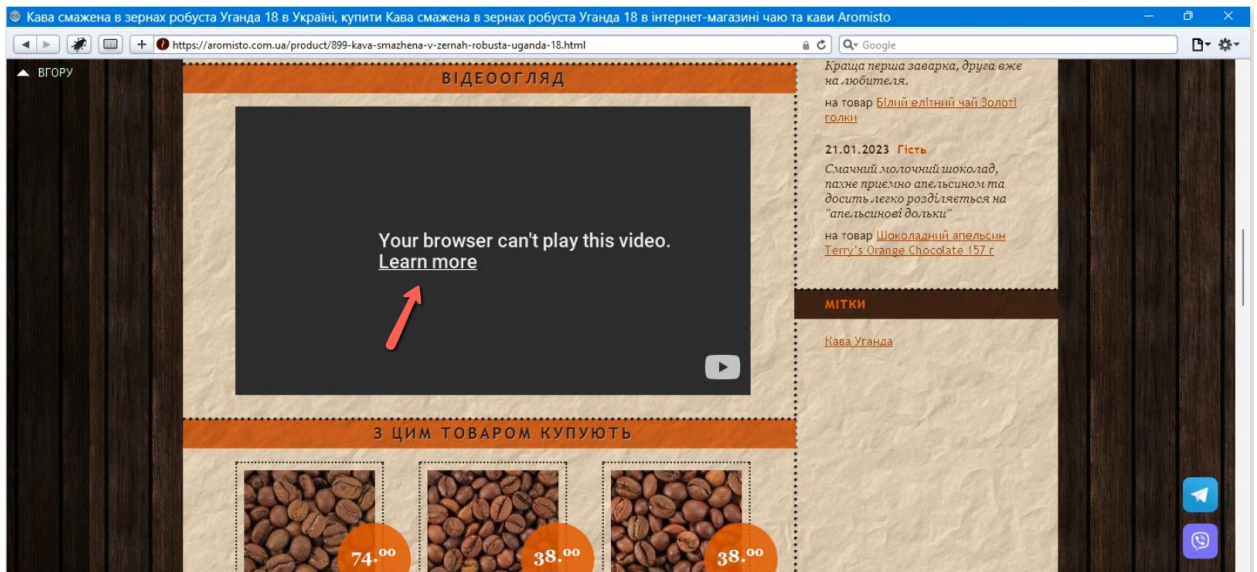 Кава смажена в зернах робуста Уганда 18 в Україні, купити Кава смажена в зернах робуста Уганда 18 в інтернет-магазині чаю та кави Aromisto
https://aromisto.com.ua/product/899-kava-smazhena-v-zernah-robusta-uganda-18.html
Google
ВГОРУ
ВІДЕООГЛЯД
Your browser can't play this video.
Learn more
З ЦИМ ТОВАРОМ КУПУЮТЬ
74.00
38.00
38.00
Краща перша заварка, друга вже
на любителя.
на товар Білий елітний чай Золоті
голки
21.01.2023 Гість
Смачний молочний шоколад,
пахне приємно апельсином та
досить легко розділяється на
"апельсинові дольки"
на товар Шоколадний апельсин
Terry's Orange Chocolate 157 г
МІТКИ
Кава Уганда